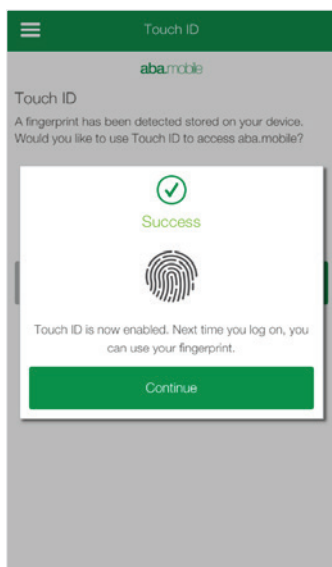 Touch ID
aba.mobile
Touch ID
A fingerprint has been detected stored on your device.
Would you like to use Touch ID to access aba.mobile?
Success
Touch ID is now enabled. Next time you log on, you
can use your fingerprint.
Continue